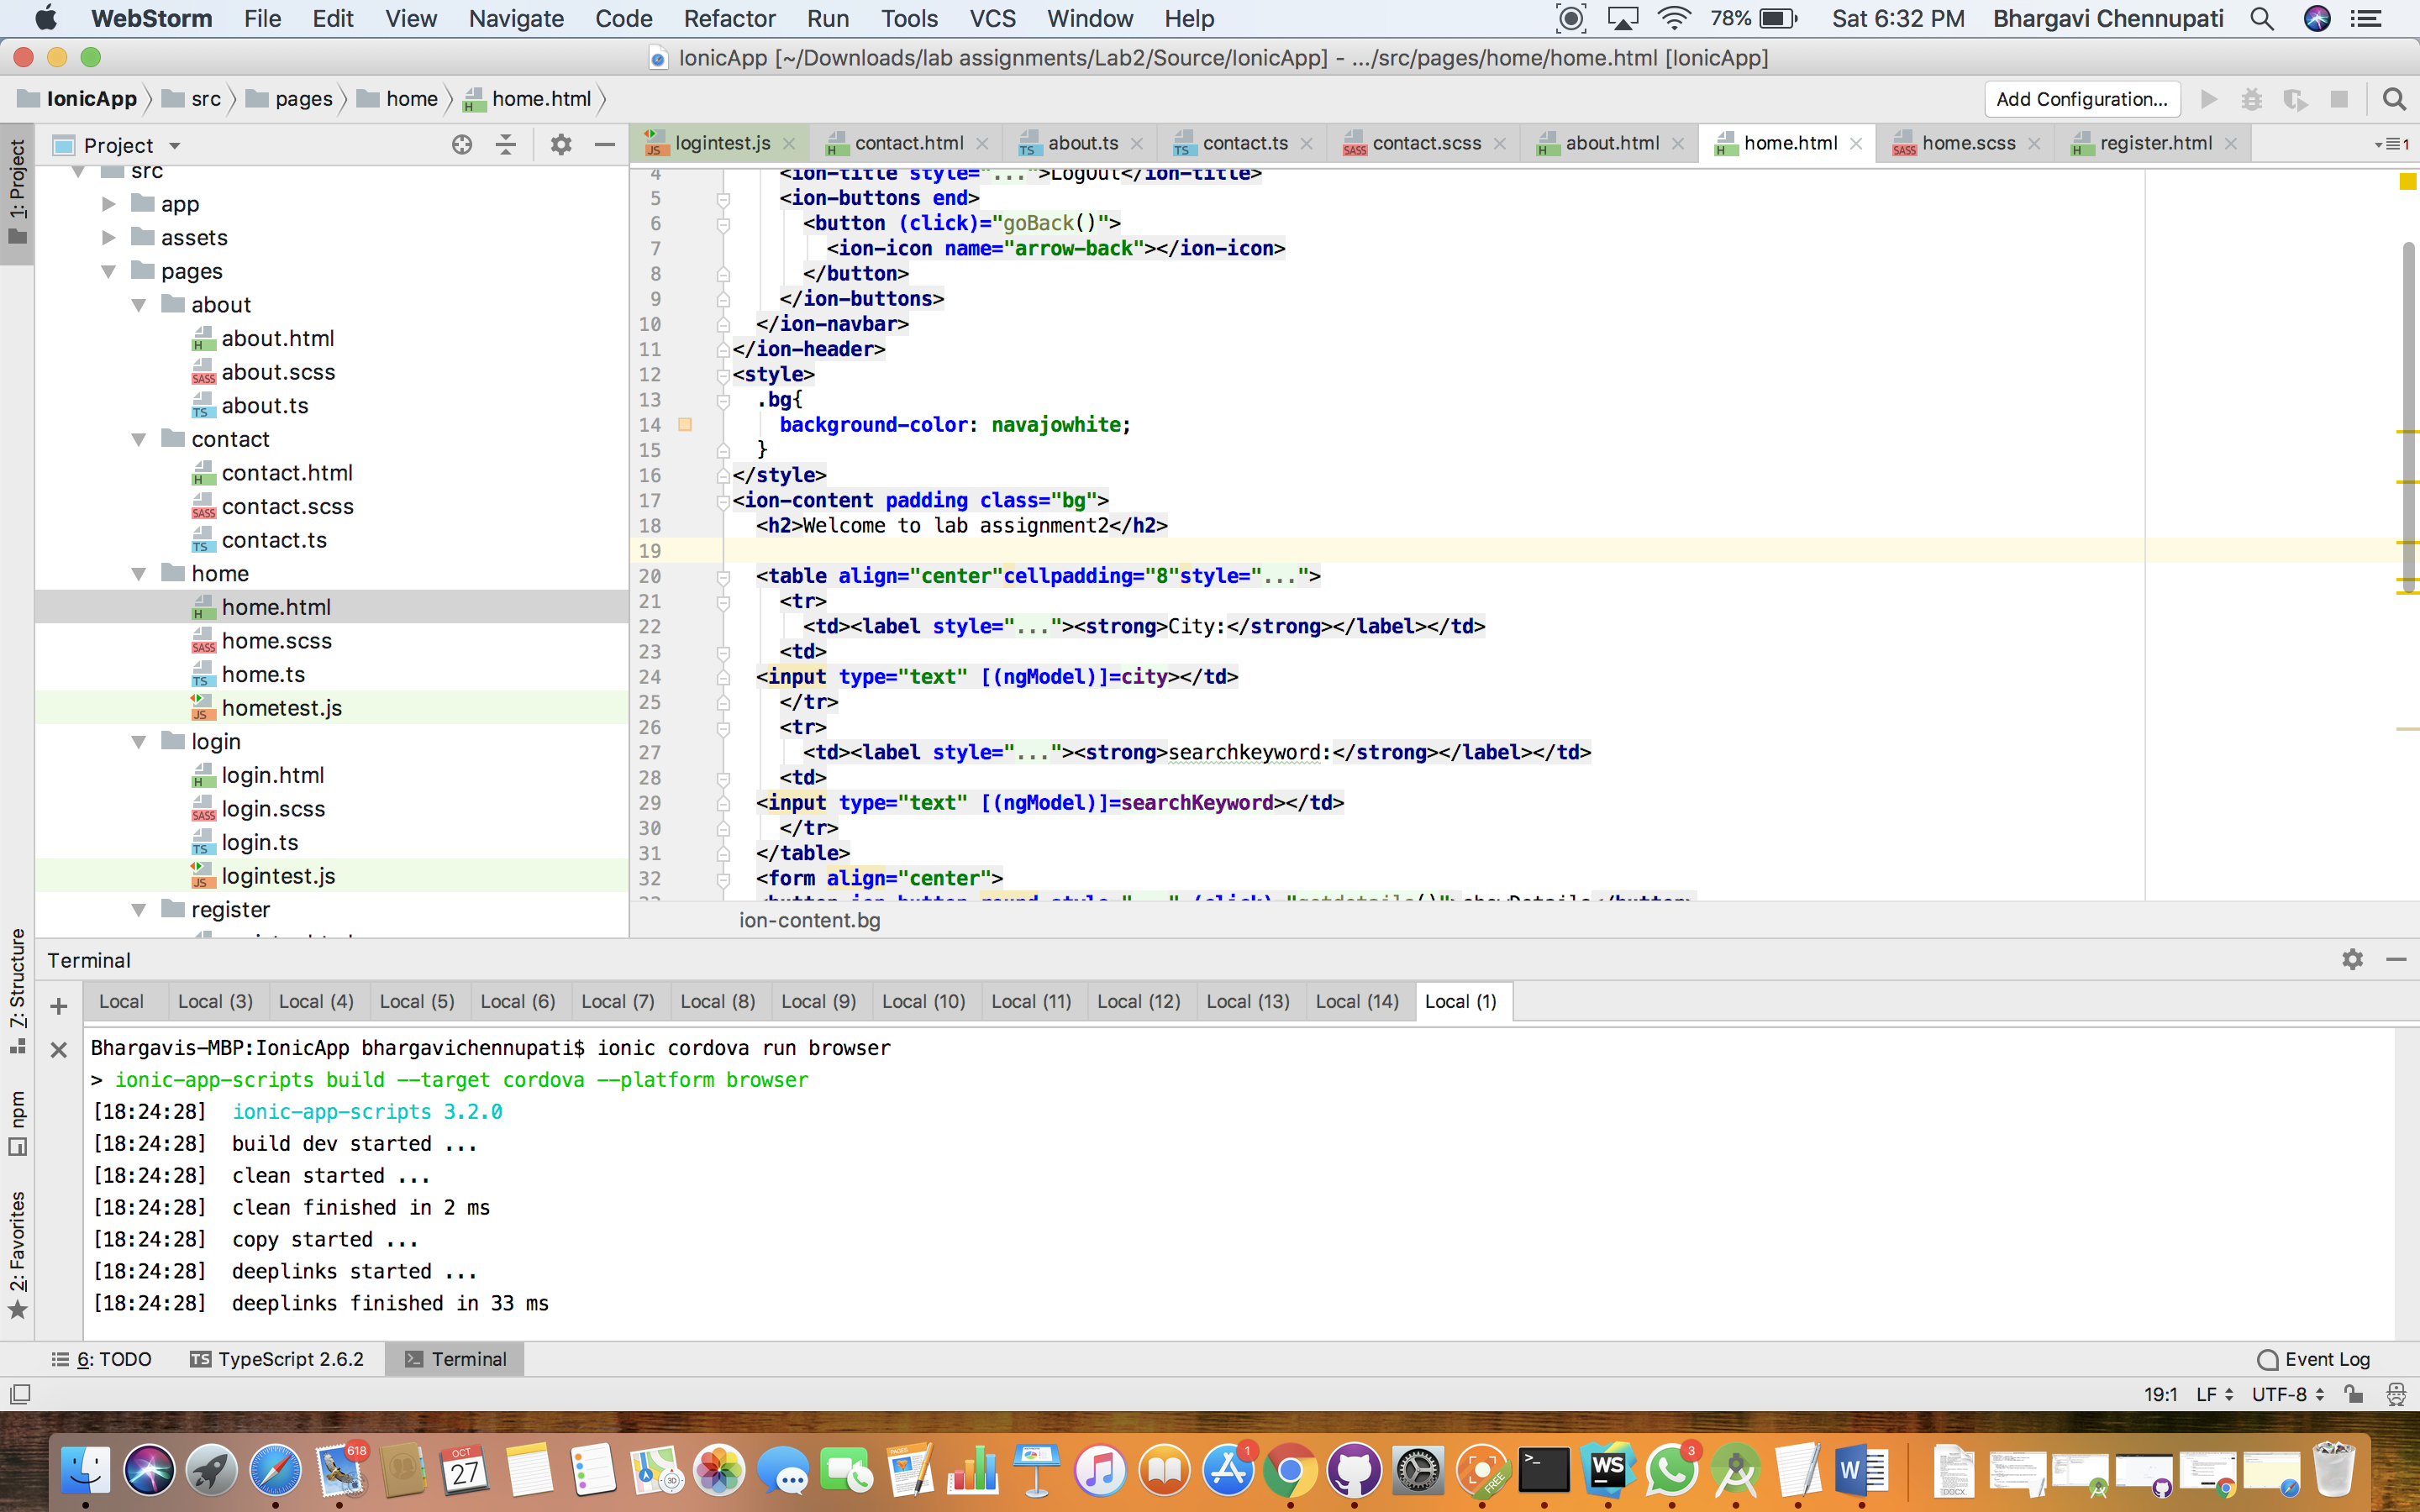 WebStorm File Edit View Navigate Code Refactor Run Tools VCS Window Help 78% Sat 6:32 PM Bhargavi Chennupati
IonicApp [~/Downloads/lab assignments/Lab2/Source/IonicApp] - .../src/pages/home/home.html [IonicApp]
IonicApp src pages home home.html Add Configuration...
1: Project
Project
logintest.js contact.html about.ts contact.ts contact.scss about.html home.html home.scss register.html 1
src
app
assets
pages
about
about.html
about.scss
about.ts
contact
contact.html
contact.scss
contact.ts
home
home.html
home.scss
home.ts
hometest.js
login
login.html
login.scss
login.ts
logintest.js
register
4 <ion-title style="...">LogOut</ion-title>
5 <ion-buttons end>
6 <button (click)="goBack()">
7 <ion-icon name="arrow-back"></ion-icon>
8 </button>
9 </ion-buttons>
10 </ion-navbar>
11 </ion-header>
12 <style>
13 .bg{
14 background-color: navajowhite;
15 }
16 </style>
17 <ion-content padding class="bg">
18 <h2>Welcome to lab assignment2</h2>
19
20 <table align="center"cellpadding="8"style="...">
21 <tr>
22 <td><label style="..."><strong>City:</strong></label></td>
23 <td>
24 <input type="text" [(ngModel)]=city></td>
25 </tr>
26 <tr>
27 <td><label style="..."><strong>searchkeyword:</strong></label></td>
28 <td>
29 <input type="text" [(ngModel)]=searchKeyword></td>
30 </tr>
31 </table>
32 <form align="center">
33 <button ion-button round style="..." (click)="getdetails()">showDetails</button>
ion-content.bg
Z: Structure
npm
2: Favorites
Terminal
Local Local (3) Local (4) Local (5) Local (6) Local (7) Local (8) Local (9) Local (10) Local (11) Local (12) Local (13) Local (14) Local (1)
Bhargavis-MBP:IonicApp bhargavichennupati$ ionic cordova run browser
> ionic-app-scripts build --target cordova --platform browser
[18:24:28] ionic-app-scripts 3.2.0
[18:24:28] build dev started ...
[18:24:28] clean started ...
[18:24:28] clean finished in 2 ms
[18:24:28] copy started ...
[18:24:28] deeplinks started ...
[18:24:28] deeplinks finished in 33 ms
6: TODO TypeScript 2.6.2 Terminal Event Log
19:1 LF UTF-8
618 OCT 27 3D PAGES 1 FREE WS 3 W DOCX